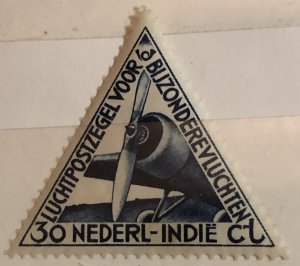 LUCHTPOSTZEGEL VOOR
BIJZONDERE VLUCHTEN
30 NEDERL-INDIË Ct